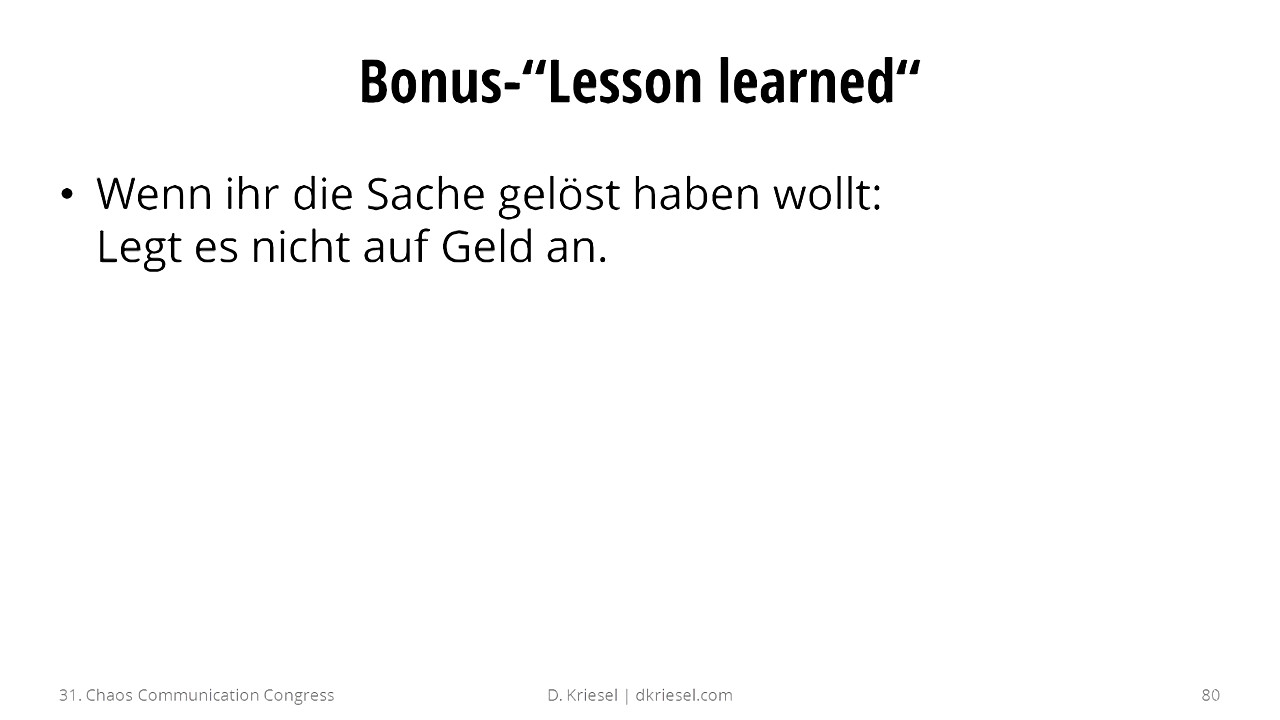 Bonus-“Lesson learned“
• Wenn ihr die Sache gelöst haben wollt:
Legt es nicht auf Geld an.
31. Chaos Communication Congress
D. Kriesel | dkriesel.com
80